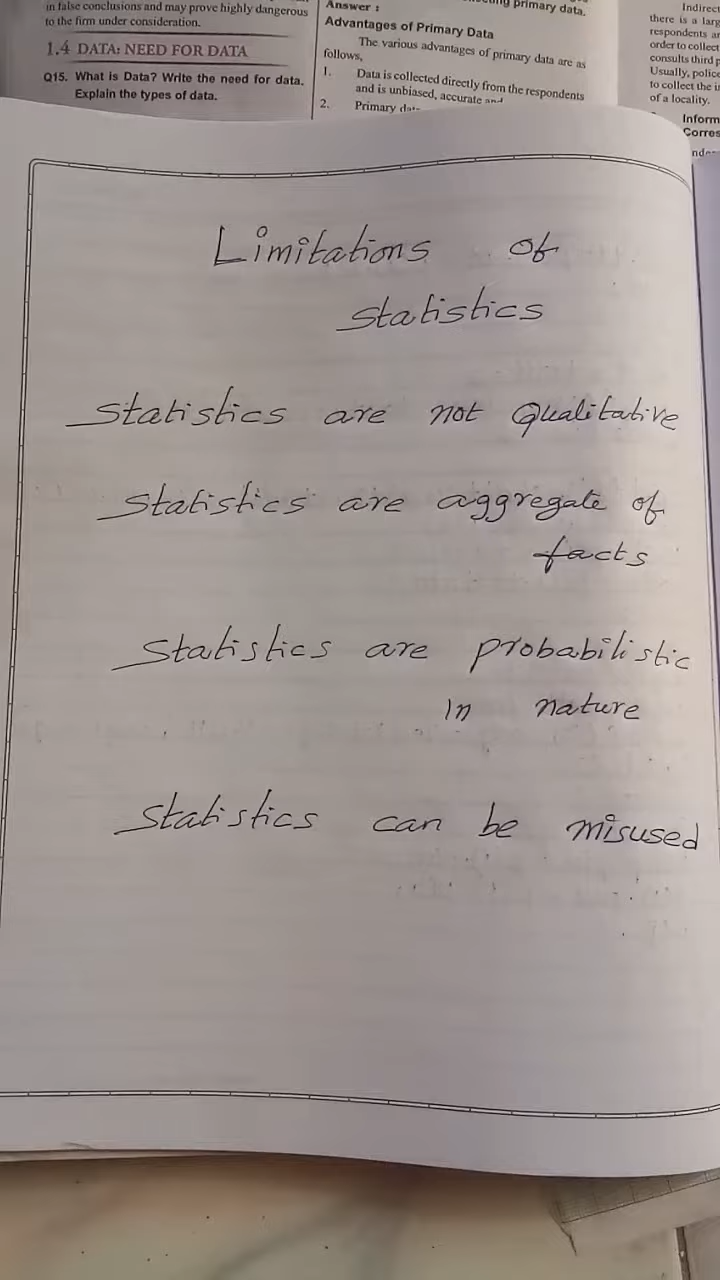 in false conclusions and may prove highly dangerous
to the firm under consideration.
1.4 DATA: NEED FOR DATA
Q15. What is Data? Write the need for data.
Explain the types of data.
primary data.
Answer :
Advantages of Primary Data
The various advantages of primary data are as
follows,
1. Data is collected directly from the respondents
and is unbiased, accurate and
2. Primary
Indirect
there is a
respondents
order to collect
consults third
Usually,
to collect the
of a locality.
Limitations of
Statistics
Statistics are not Qualitative
Statistics are aggregate of
facts
Statistics are probabilistic
In nature
Statistics can be misused